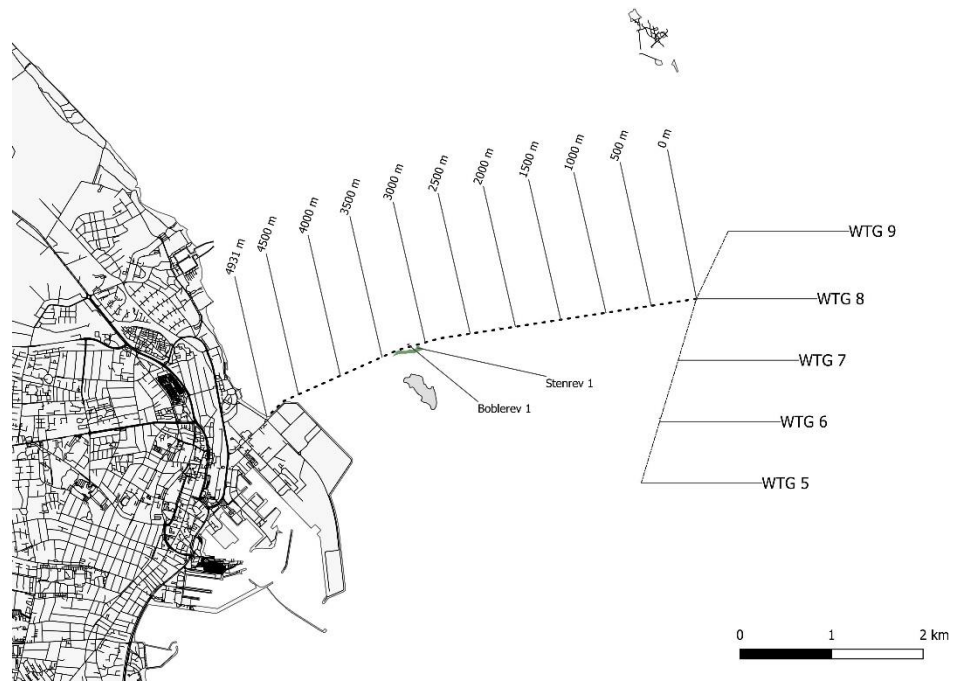 0 m
500 m
1000 m
1500 m
2000 m
2500 m
3000 m
3500 m
4000 m
4500 m
4931 m
WTG 9
WTG 8
WTG 7
WTG 6
WTG 5
Stenrev 1
Boblerev 1
0 1 2 km